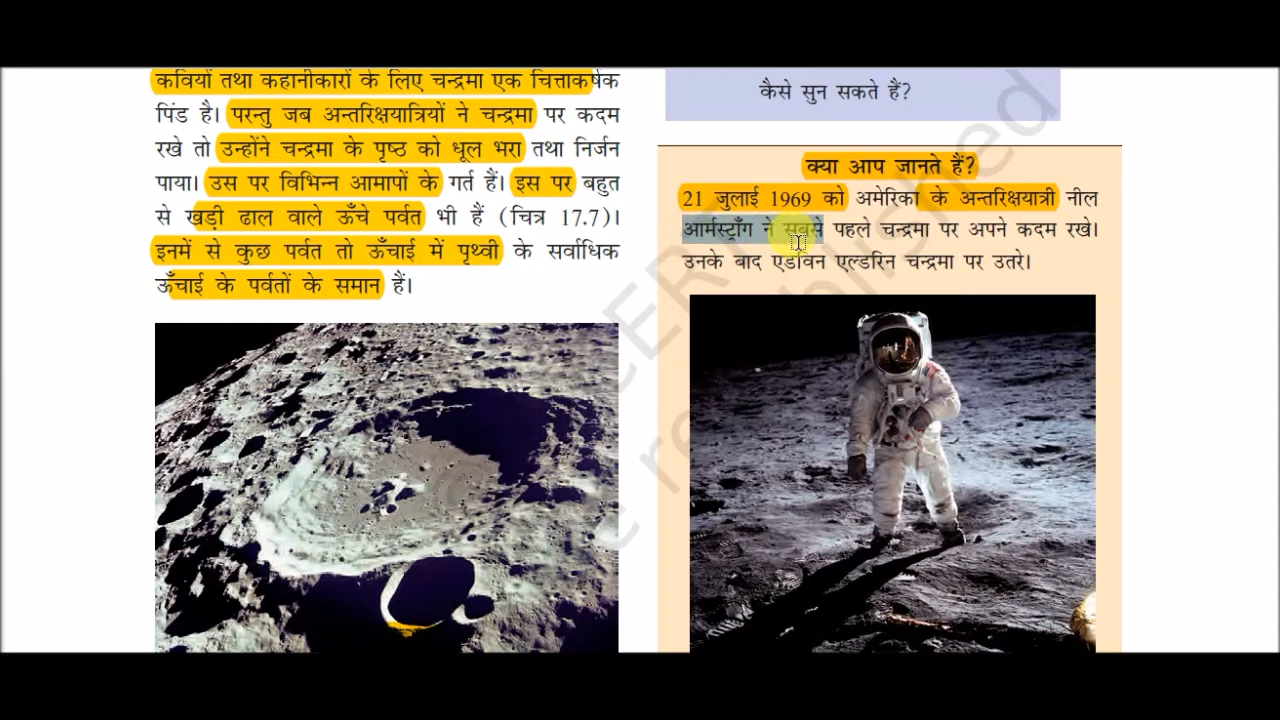 कवियों तथा कहानीकारों के लिए चन्द्रमा एक चित्ताकर्षक
पिंड है। परन्तु जब अन्तरिक्षयात्रियों ने चन्द्रमा पर कदम
रखे तो उन्होंने चन्द्रमा के पृष्ठ को धूल भरा तथा निर्जन
पाया। उस पर विभिन्न आमापों के गर्त हैं। इस पर बहुत
से खड़ी ढाल वाले ऊँचे पर्वत भी हैं (चित्र 17.7)।
इनमें से कुछ पर्वत तो ऊँचाई में पृथ्वी के सर्वाधिक
ऊँचाई के पर्वतों के समान हैं।
कैसे सुन सकते हैं?
क्या आप जानते हैं?
21 जुलाई 1969 को अमेरिका के अन्तरिक्षयात्री नील
आर्मस्ट्राँग ने सबसे पहले चन्द्रमा पर अपने कदम रखे।
उनके बाद एडविन एल्डरिन चन्द्रमा पर उतरे।